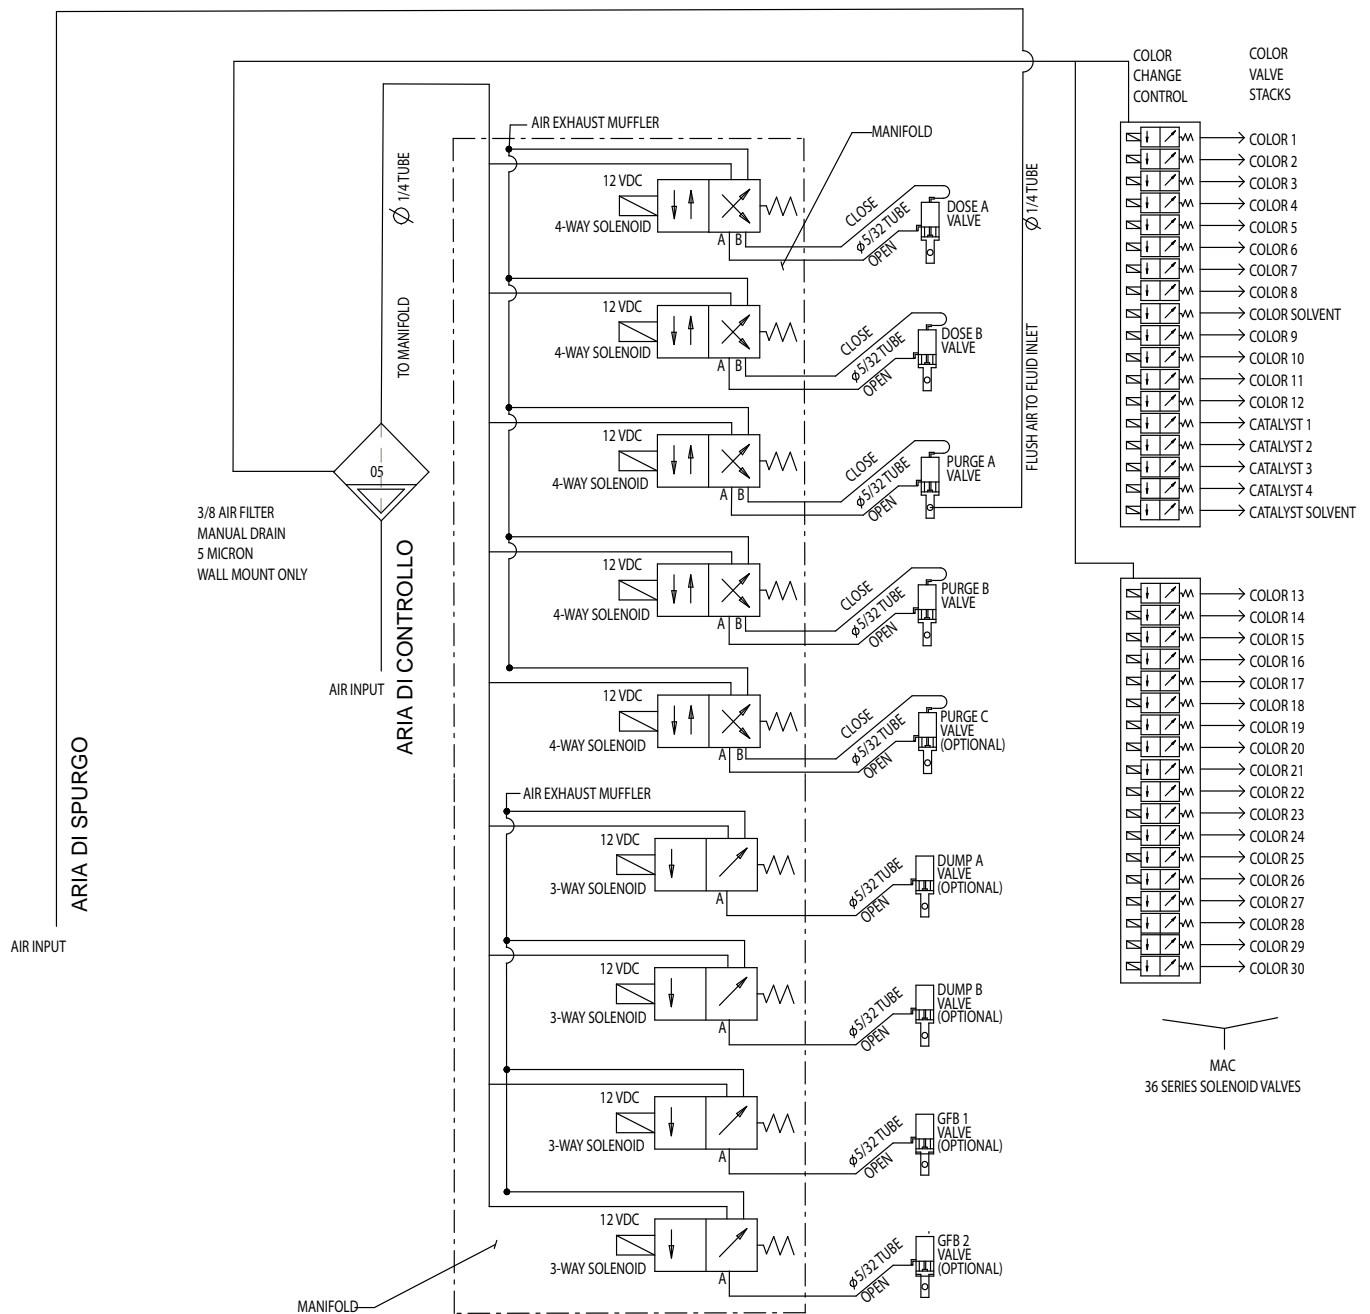 COLOR
CHANGE
CONTROL
COLOR
VALVE
STACKS
AIR EXHAUST MUFFLER
MANIFOLD
Ø 1/4 TUBE
TO MANIFOLD
05
3/8 AIR FILTER
MANUAL DRAIN
5 MICRON
WALL MOUNT ONLY
ARIA DI CONTROLLO
AIR INPUT
ARIA DI SPURGO
AIR INPUT
12 VDC
4-WAY SOLENOID
A B
CLOSE
Ø5/32 TUBE
OPEN
DOSE A
VALVE
12 VDC
4-WAY SOLENOID
A B
CLOSE
Ø5/32 TUBE
OPEN
DOSE B
VALVE
12 VDC
4-WAY SOLENOID
A B
CLOSE
Ø5/32 TUBE
OPEN
PURGE A
VALVE
12 VDC
4-WAY SOLENOID
A B
CLOSE
Ø5/32 TUBE
OPEN
PURGE B
VALVE
12 VDC
4-WAY SOLENOID
A B
CLOSE
Ø5/32 TUBE
OPEN
PURGE C
VALVE
(OPTIONAL)
AIR EXHAUST MUFFLER
12 VDC
3-WAY SOLENOID
A
Ø5/32 TUBE
OPEN
DUMP A
VALVE
(OPTIONAL)
12 VDC
3-WAY SOLENOID
A
Ø5/32 TUBE
OPEN
DUMP B
VALVE
(OPTIONAL)
12 VDC
3-WAY SOLENOID
A
Ø5/32 TUBE
OPEN
GFB 1
VALVE
(OPTIONAL)
12 VDC
3-WAY SOLENOID
A
Ø5/32 TUBE
OPEN
GFB 2
VALVE
(OPTIONAL)
MANIFOLD
Ø 1/4 TUBE
FLUSH AIR TO FLUID INLET
COLOR 1
COLOR 2
COLOR 3
COLOR 4
COLOR 5
COLOR 6
COLOR 7
COLOR 8
COLOR SOLVENT
COLOR 9
COLOR 10
COLOR 11
COLOR 12
CATALYST 1
CATALYST 2
CATALYST 3
CATALYST 4
CATALYST SOLVENT
COLOR 13
COLOR 14
COLOR 15
COLOR 16
COLOR 17
COLOR 18
COLOR 19
COLOR 20
COLOR 21
COLOR 22
COLOR 23
COLOR 24
COLOR 25
COLOR 26
COLOR 27
COLOR 28
COLOR 29
COLOR 30
MAC
36 SERIES SOLENOID VALVES